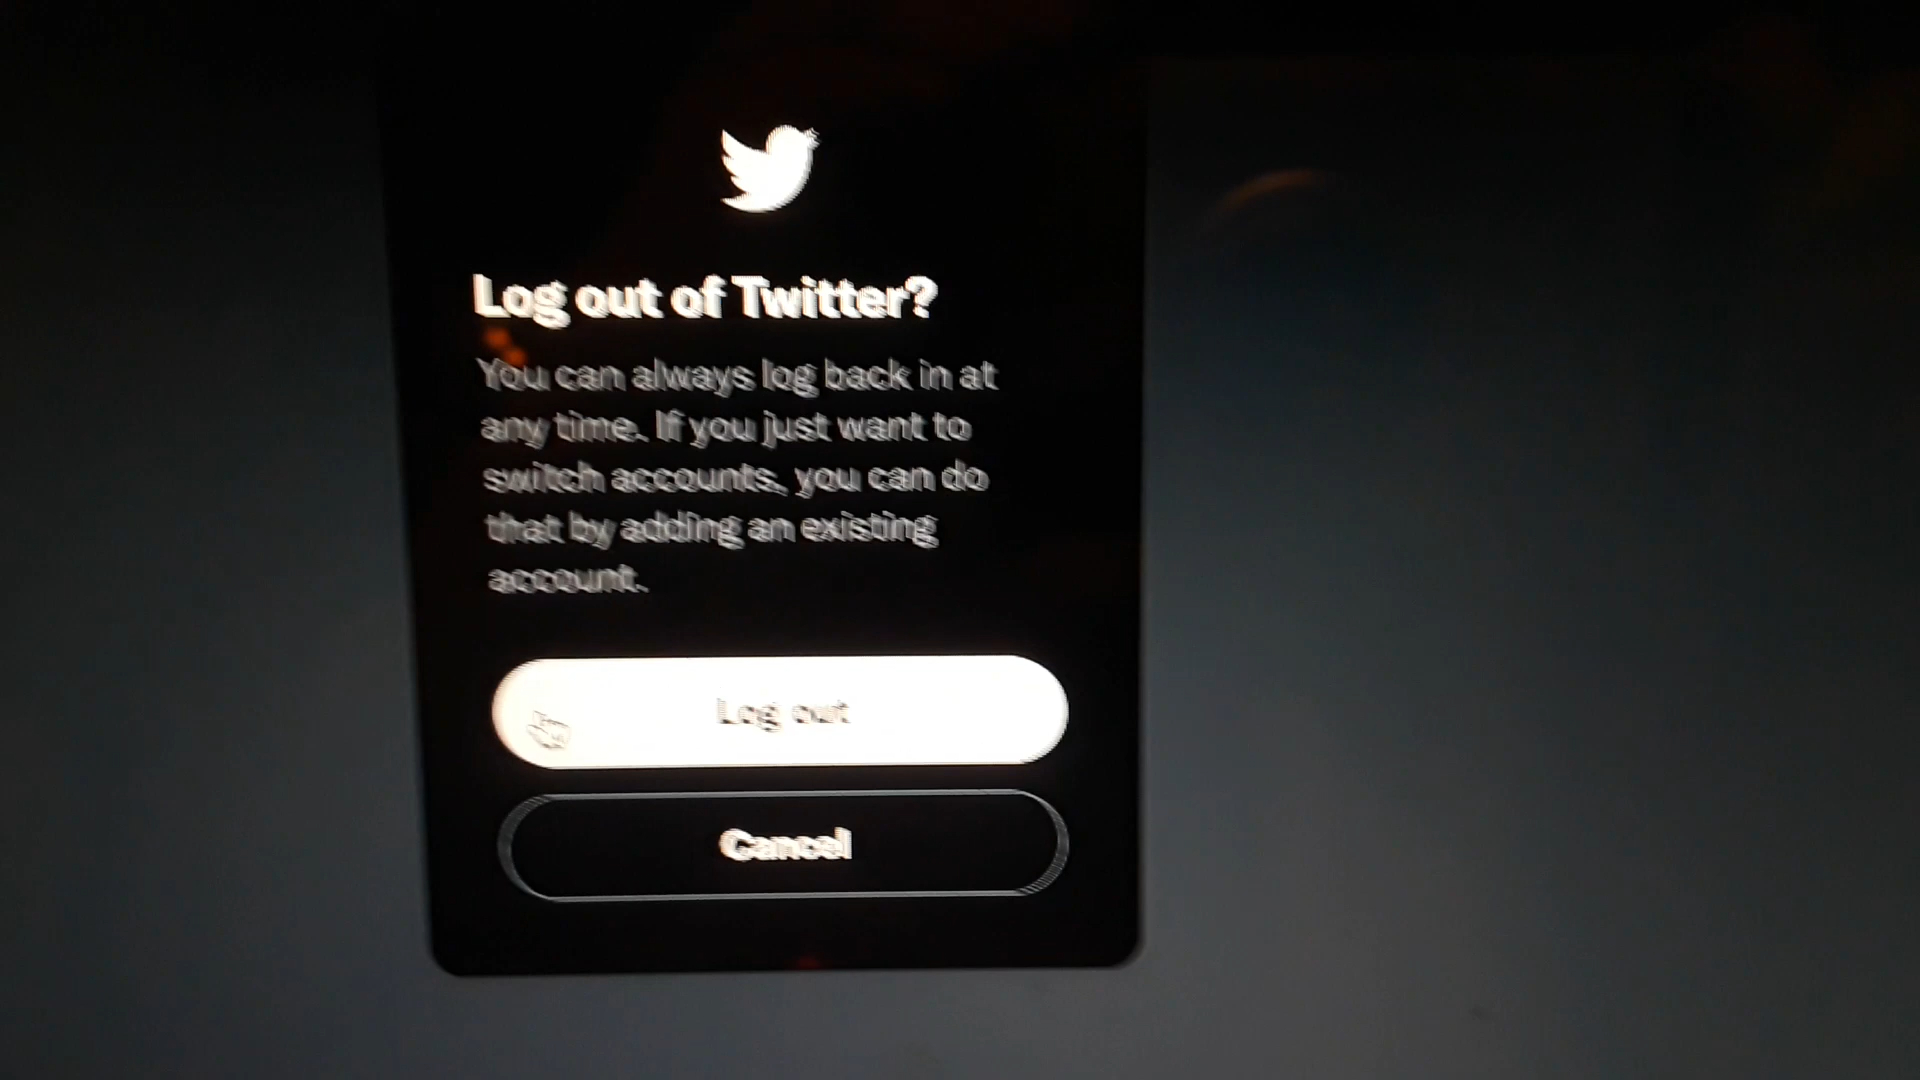 Log out of Twitter?
You can always log back in at
any time. If you just want to
switch accounts, you can do
that by adding an existing
account.
Log out
Cancel